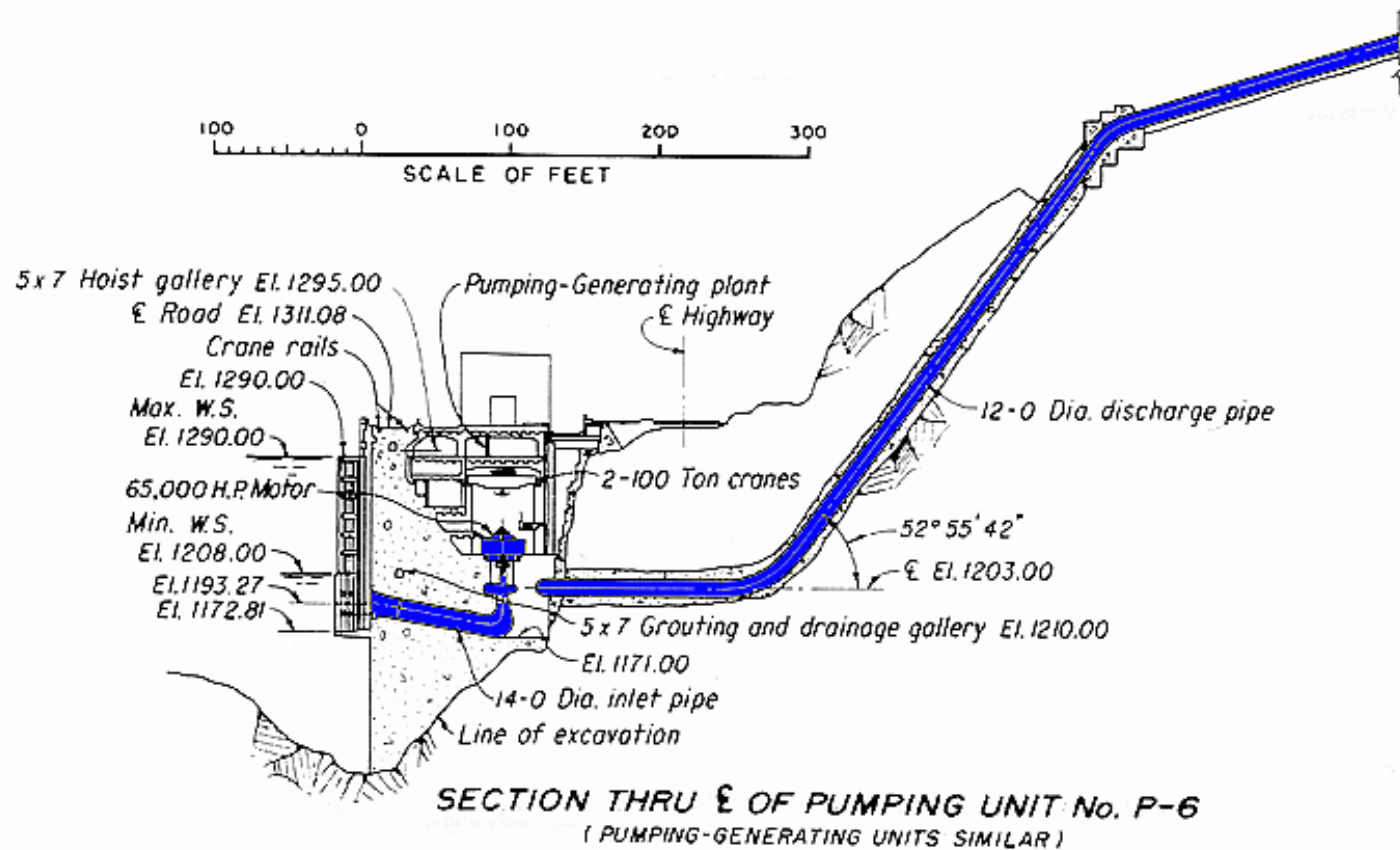 100 0 100 200 300
SCALE OF FEET
5 x 7 Hoist gallery El. 1295.00
℄ Road El. 1311.08
Crane rails
El. 1290.00
Max. W.S.
El. 1290.00
65,000 H.P. Motor
Min. W.S.
El. 1208.00
El. 1193.27
El. 1172.81
Pumping-Generating plant
℄ Highway
2-100 Ton cranes
12-0 Dia. discharge pipe
52° 55' 42"
℄ El. 1203.00
5 x 7 Grouting and drainage gallery El. 1210.00
El. 1171.00
14-0 Dia. inlet pipe
Line of excavation
SECTION THRU ℄ OF PUMPING UNIT No. P-6
( PUMPING-GENERATING UNITS SIMILAR )